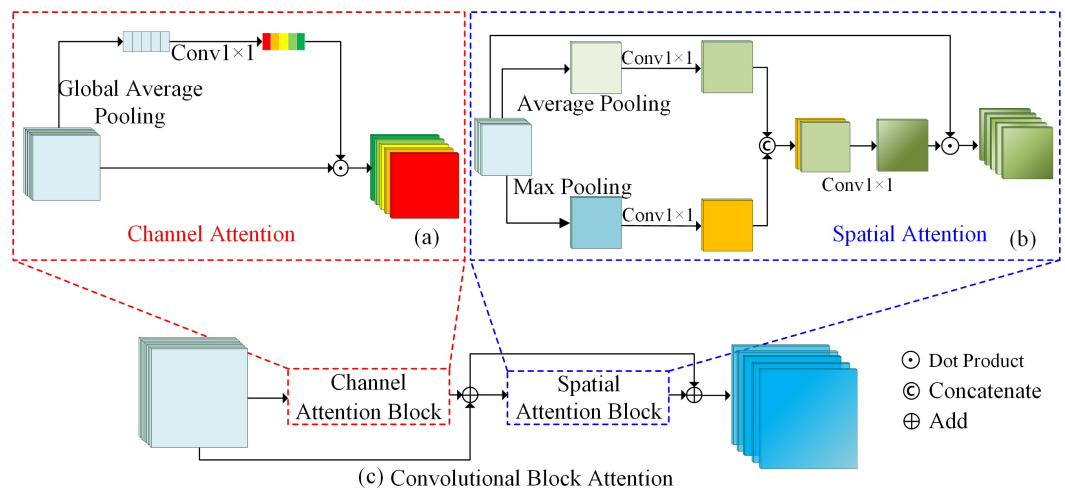 Conv1×1
Global Average
Pooling
Channel Attention
(a)
Conv1×1
Average Pooling
Max Pooling
Conv1×1
C
Conv1×1
Spatial Attention
(b)
Channel
Attention Block
Spatial
Attention Block
Dot Product
C Concatenate
Add
(c) Convolutional Block Attention